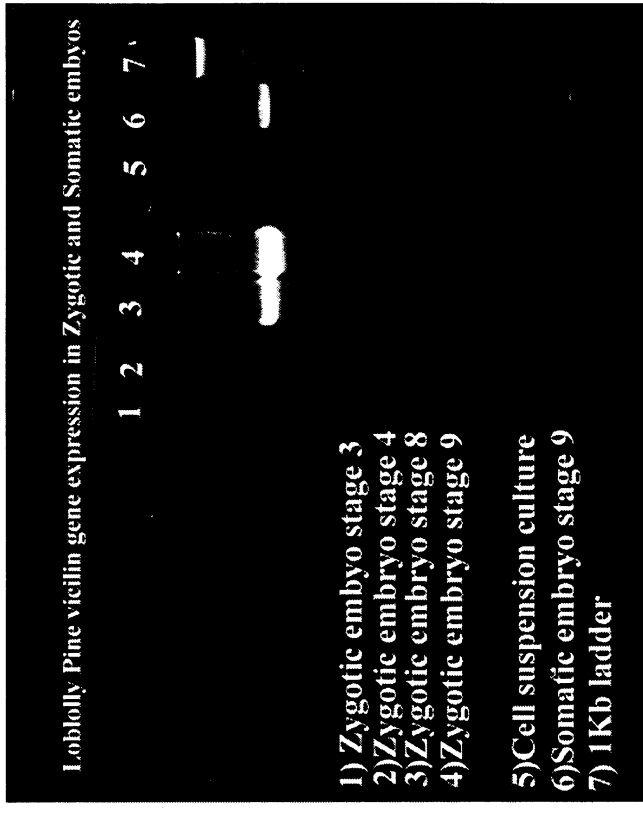 Loblolly Pine vicilin gene expression in Zygotic and Somatic embyos
1 2 3 4 5 6 7
1) Zygotic embyo stage 3
2)Zygotic embryo stage 4
3)Zygotic embryo stage 8
4)Zygotic embryo stage 9
5)Cell suspension culture
6)Somatic embryo stage 9
7) 1Kb ladder